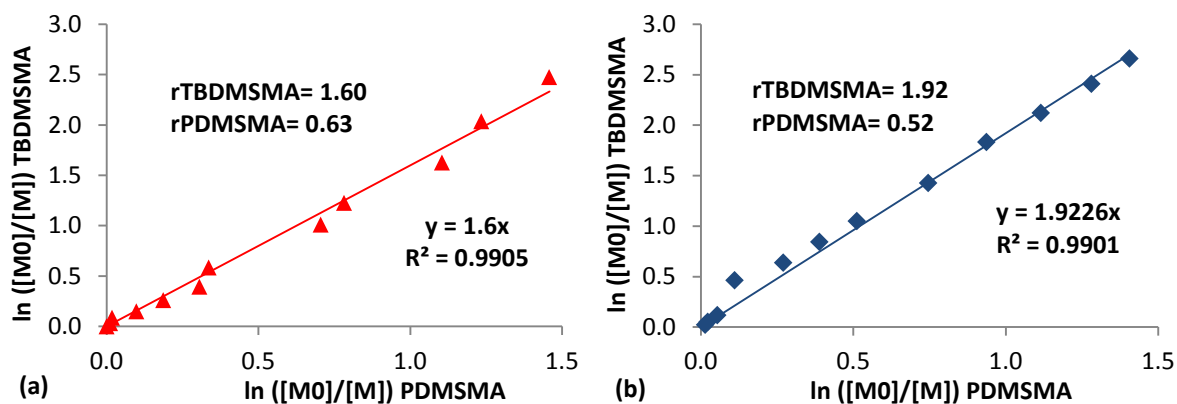 3.0
2.5
2.0
1.5
1.0
0.5
0.0
ln ([M0]/[M]) TBDMSMA
rTBDMSMA= 1.60
rPDMSMA= 0.63
y = 1.6x
R² = 0.9905
0.0 0.5 1.0 1.5
(a) ln ([M0]/[M]) PDMSMA
3.0
2.5
2.0
1.5
1.0
0.5
0.0
ln ([M0]/[M]) TBDMSMA
rTBDMSMA= 1.92
rPDMSMA= 0.52
y = 1.9226x
R² = 0.9901
0.0 0.5 1.0 1.5
(b) ln ([M0]/[M]) PDMSMA